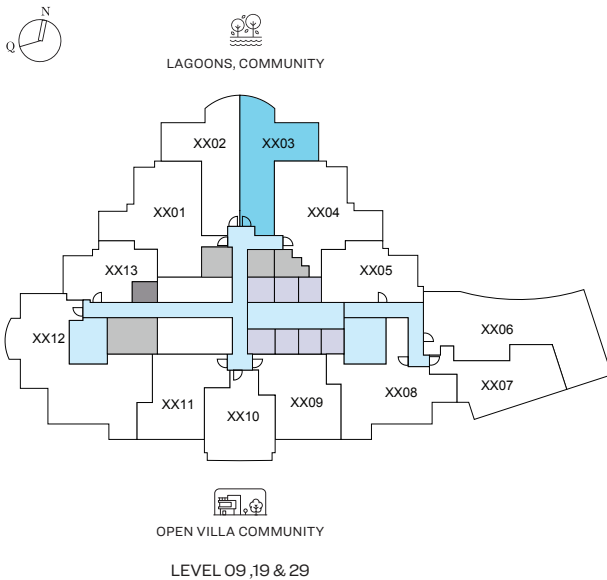 N
Q
LAGOONS, COMMUNITY
XX02
XX03
XX01
XX04
XX13
XX05
XX12
XX06
XX07
XX08
XX11
XX10
XX09
OPEN VILLA COMMUNITY
LEVEL 09 ,19 & 29